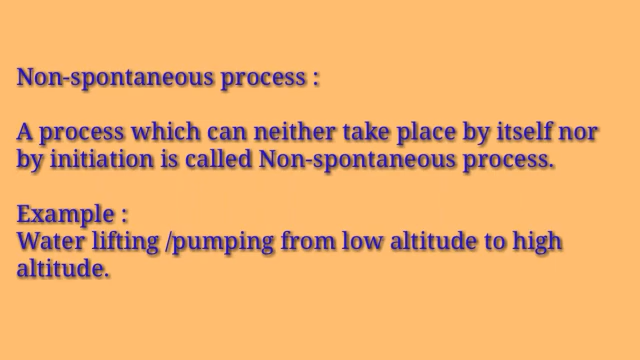 Non-spontaneous process :
A process which can neither take place by itself nor
by initiation is called Non-spontaneous process.
Example :
Water lifting /pumping from low altitude to high
altitude.